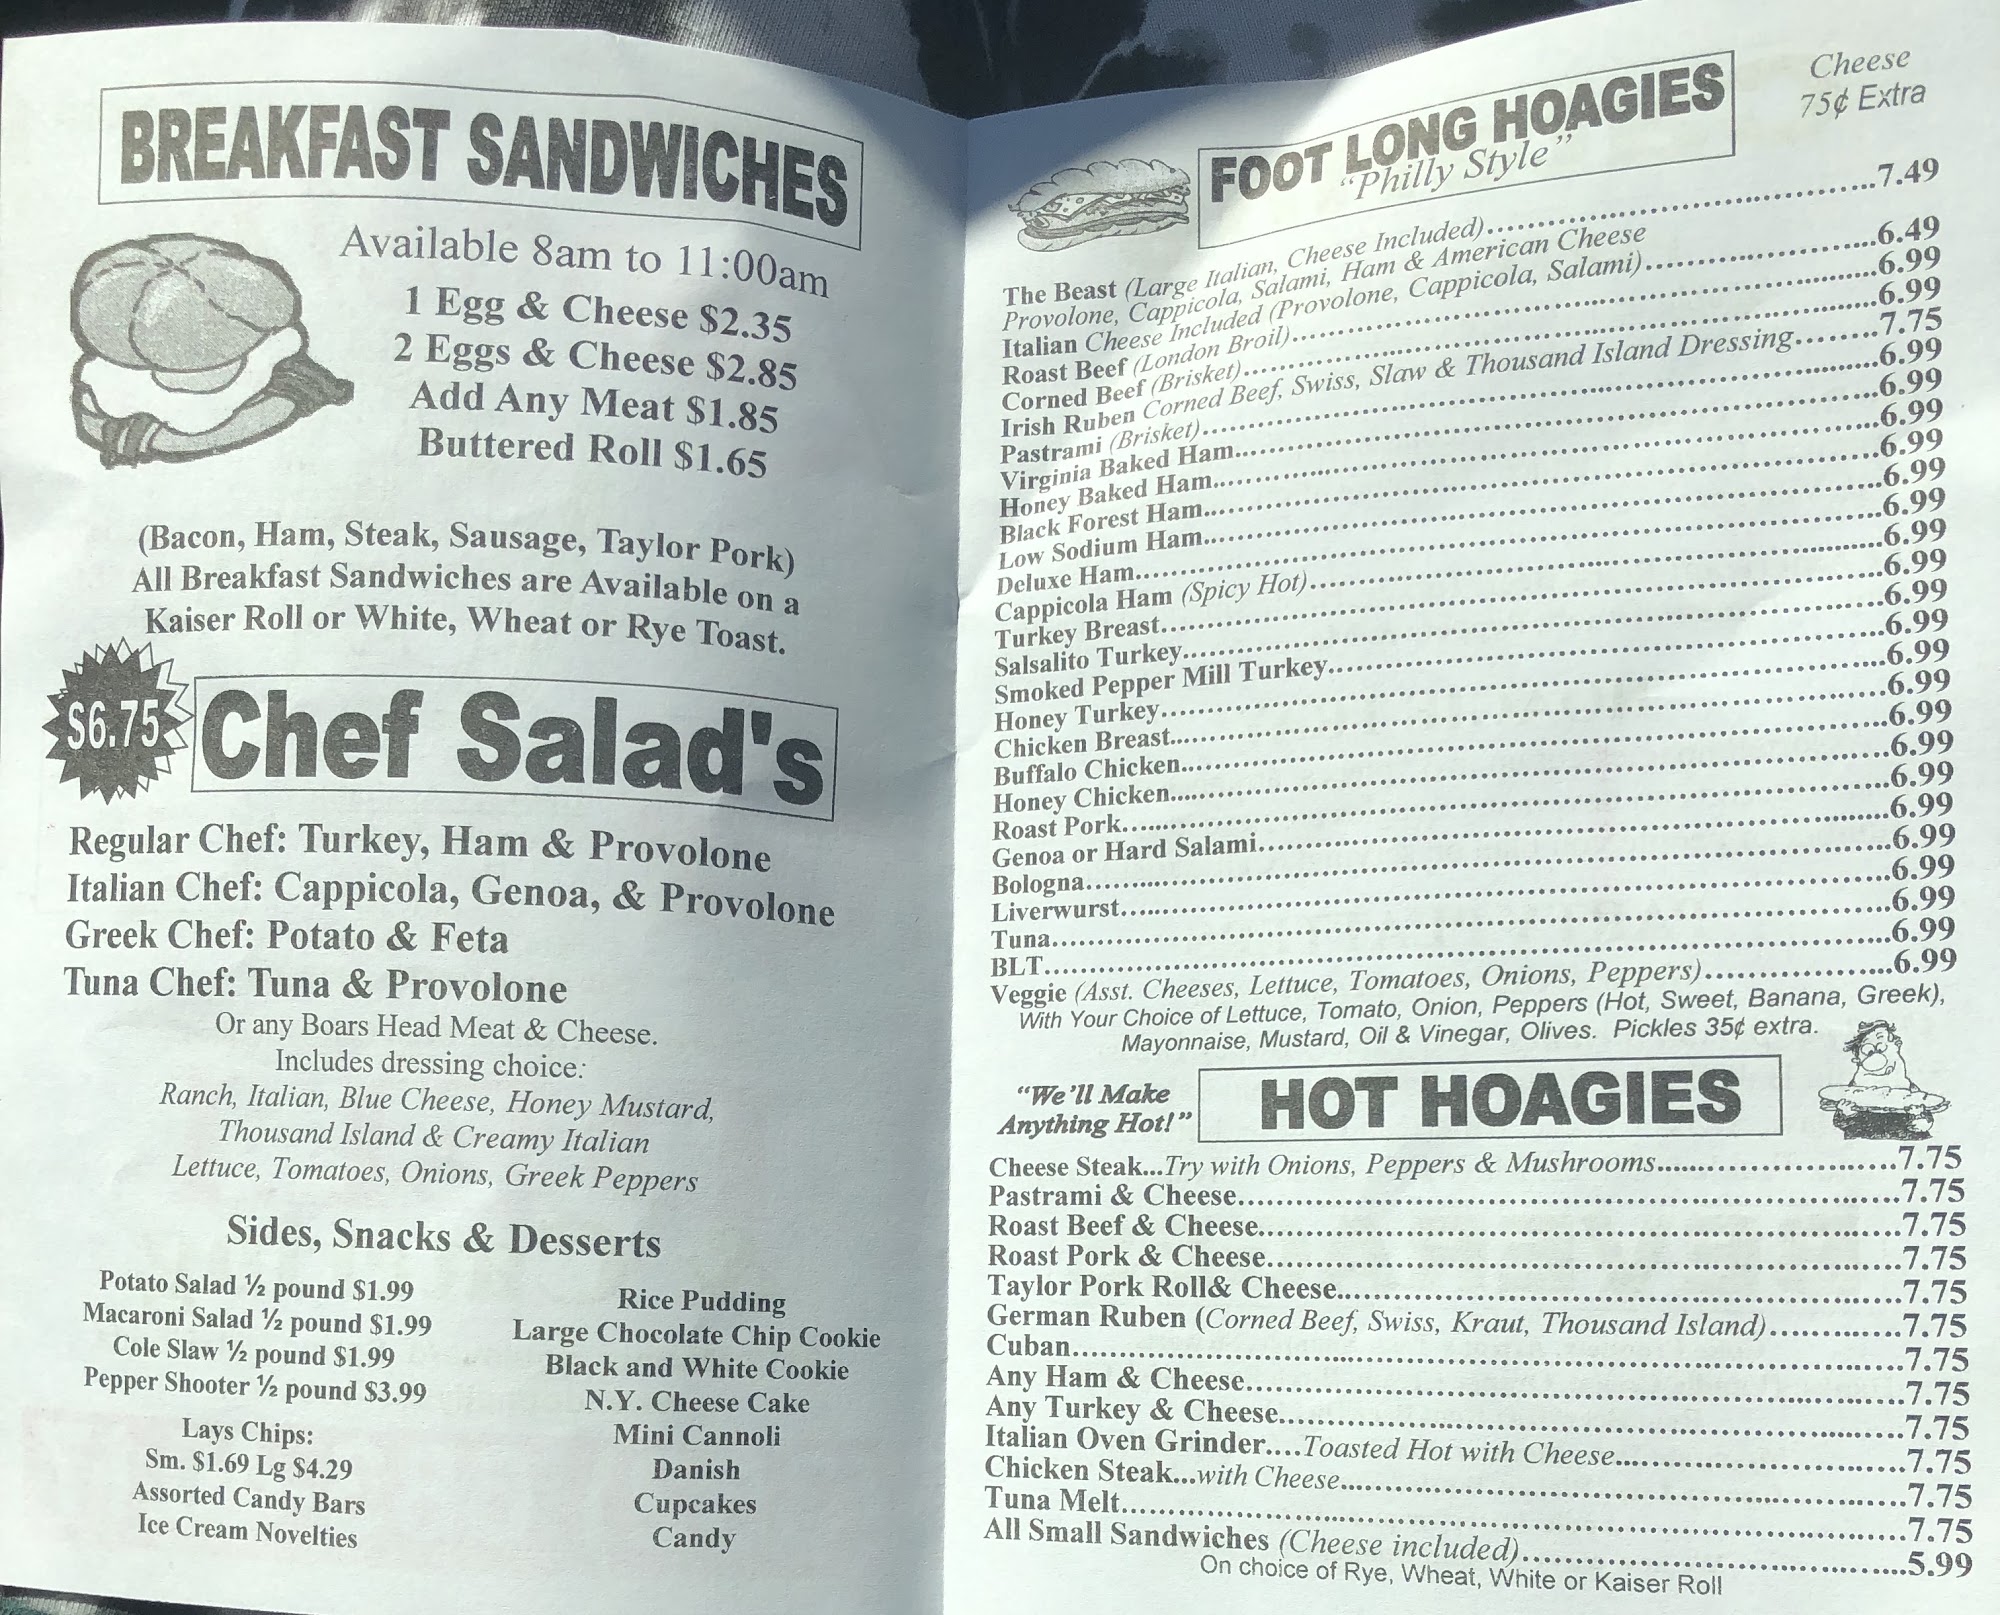 BREAKFAST SANDWICHES
Available 8am to 11:00am
1 Egg & Cheese $2.35
2 Eggs & Cheese $2.85
Add Any Meat $1.85
Buttered Roll $1.65
(Bacon, Ham, Steak, Sausage, Taylor Pork)
All Breakfast Sandwiches are Available on a
Kaiser Roll or White, Wheat or Rye Toast.
$6.75
Chef Salad's
Regular Chef: Turkey, Ham & Provolone
Italian Chef: Cappicola, Genoa, & Provolone
Greek Chef: Potato & Feta
Tuna Chef: Tuna & Provolone
Or any Boars Head Meat & Cheese.
Includes dressing choice:
Ranch, Italian, Blue Cheese, Honey Mustard,
Thousand Island & Creamy Italian
Lettuce, Tomatoes, Onions, Greek Peppers
Sides, Snacks & Desserts
Potato Salad ½ pound $1.99
Macaroni Salad ½ pound $1.99
Cole Slaw ½ pound $1.99
Pepper Shooter ½ pound $3.99
Lays Chips:
Sm. $1.69 Lg $4.29
Assorted Candy Bars
Ice Cream Novelties
Rice Pudding
Large Chocolate Chip Cookie
Black and White Cookie
N.Y. Cheese Cake
Mini Cannoli
Danish
Cupcakes
Candy
FOOT LONG HOAGIES
"Philly Style"
Cheese
75¢ Extra
The Beast (Large Italian, Cheese Included)..........7.49
Provolone, Cappicola, Salami, Ham & American Cheese
Italian Cheese Included (Provolone, Cappicola, Salami)..........6.49
Roast Beef (London Broil)..........6.99
Corned Beef (Brisket)..........6.99
Irish Ruben Corned Beef, Swiss, Slaw & Thousand Island Dressing.......7.75
Pastrami (Brisket)..........6.99
Virginia Baked Ham..........6.99
Honey Baked Ham..........6.99
Black Forest Ham..........6.99
Low Sodium Ham..........6.99
Deluxe Ham..........6.99
Cappicola Ham (Spicy Hot)..........6.99
Turkey Breast..........6.99
Salsalito Turkey..........6.99
Smoked Pepper Mill Turkey..........6.99
Honey Turkey..........6.99
Chicken Breast..........6.99
Buffalo Chicken..........6.99
Honey Chicken..........6.99
Roast Pork..........6.99
Genoa or Hard Salami..........6.99
Bologna..........6.99
Liverwurst..........6.99
Tuna..........6.99
BLT..........6.99
Veggie (Asst. Cheeses, Lettuce, Tomatoes, Onions, Peppers)..........6.99
With Your Choice of Lettuce, Tomato, Onion, Peppers (Hot, Sweet, Banana, Greek),
Mayonnaise, Mustard, Oil & Vinegar, Olives. Pickles 35¢ extra.
"We'll Make
Anything Hot!"
HOT HOAGIES
Cheese Steak...Try with Onions, Peppers & Mushrooms..........7.75
Pastrami & Cheese..........7.75
Roast Beef & Cheese..........7.75
Roast Pork & Cheese..........7.75
Taylor Pork Roll& Cheese..........7.75
German Ruben (Corned Beef, Swiss, Kraut, Thousand Island)..........7.75
Cuban..........7.75
Any Ham & Cheese..........7.75
Any Turkey & Cheese..........7.75
Italian Oven Grinder....Toasted Hot with Cheese..........7.75
Chicken Steak...with Cheese..........7.75
Tuna Melt..........7.75
All Small Sandwiches (Cheese included)..........5.99
On choice of Rye, Wheat, White or Kaiser Roll